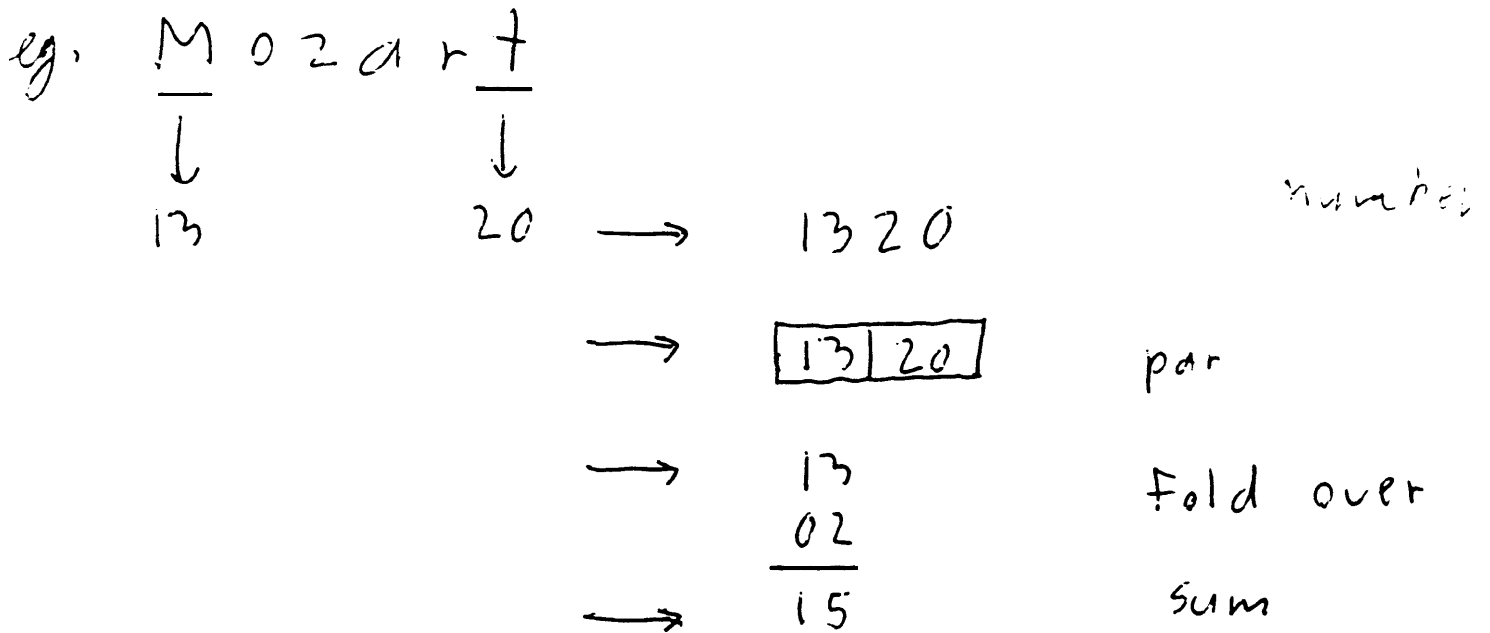 eg. Mozart
↓ ↓
13 20 → 1320
→ 13 | 20 par
→ 13 Fold over
02
→ 15 sum